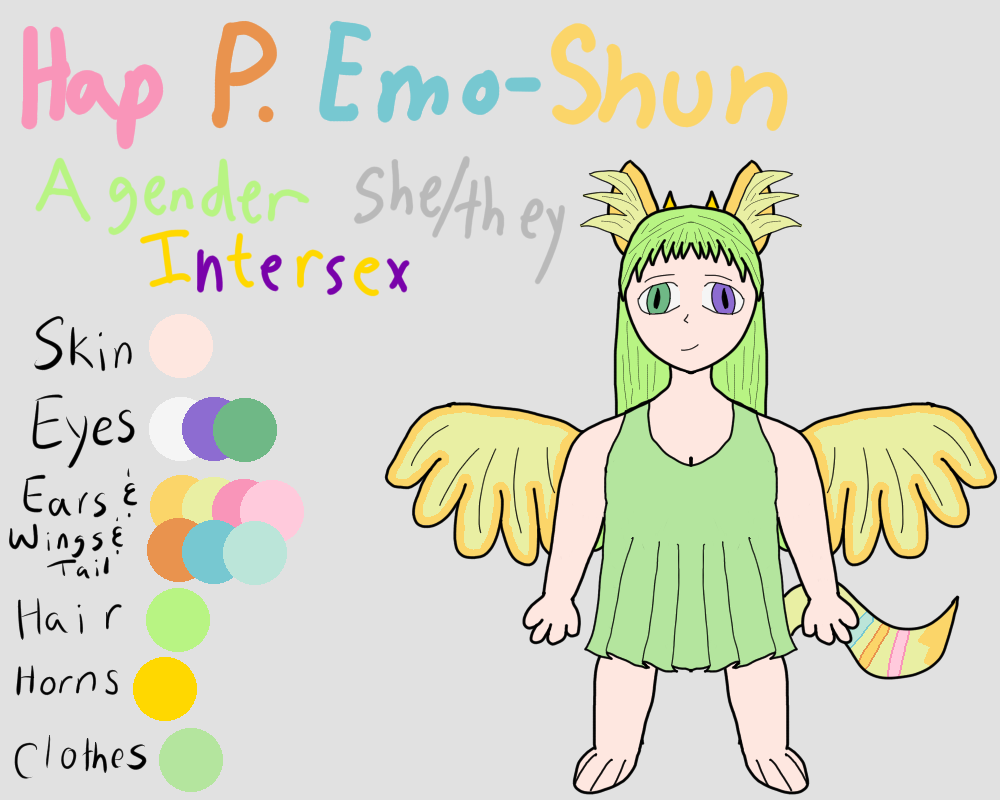 Hap P. Emo-Shun
Agender she/they
Intersex
Skin
Eyes
Ears &
Wings &
Tail
Hair
Horns
Clothes